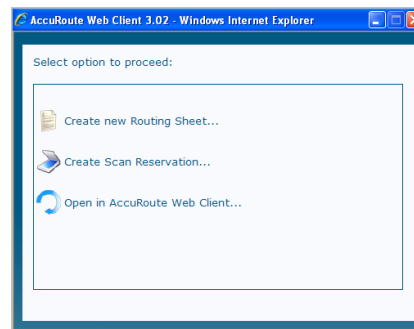 AccuRoute Web Client 3.02 - Windows Internet Explorer
Select option to proceed:
Create new Routing Sheet...
Create Scan Reservation...
Open in AccuRoute Web Client...